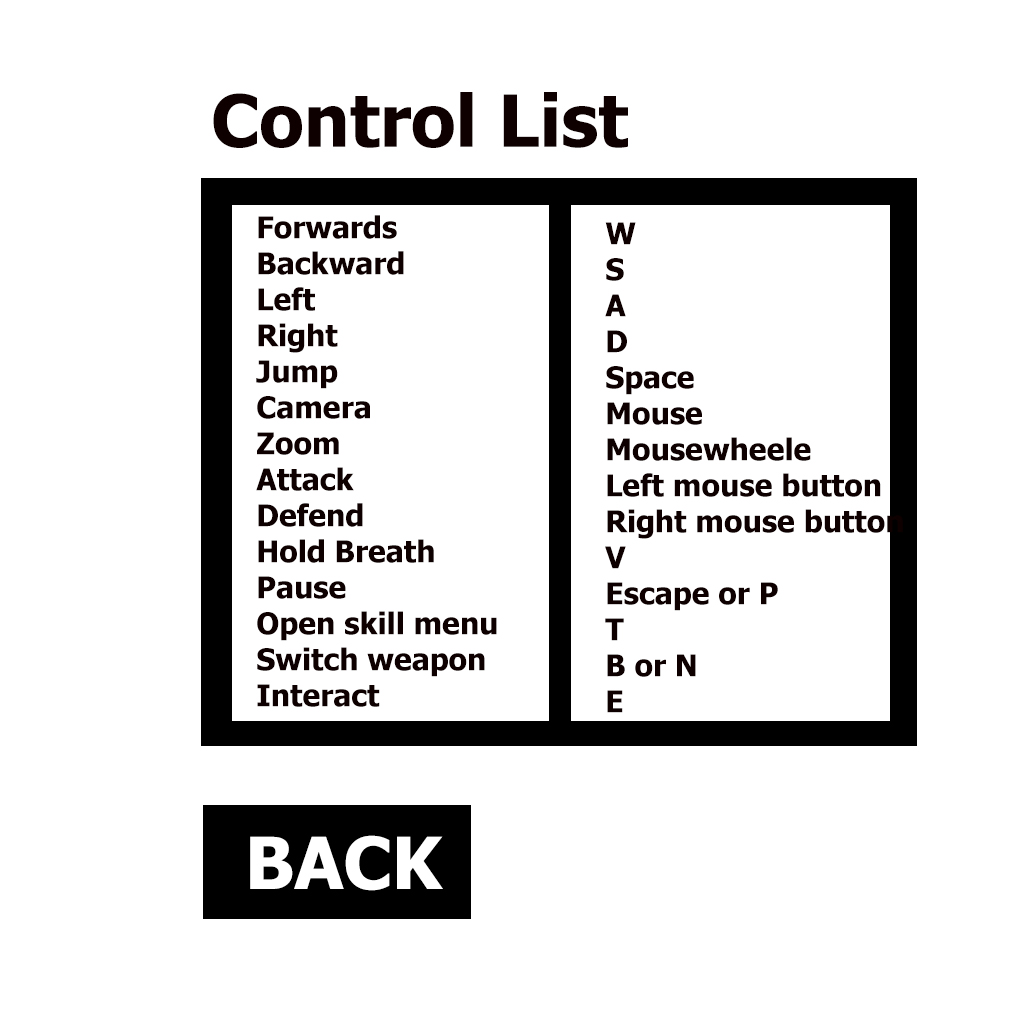 Control List
Forwards W
Backward S
Left A
Right D
Jump Space
Camera Mouse
Zoom Mousewheele
Attack Left mouse button
Defend Right mouse button
Hold Breath V
Pause Escape or P
Open skill menu T
Switch weapon B or N
Interact E
BACK